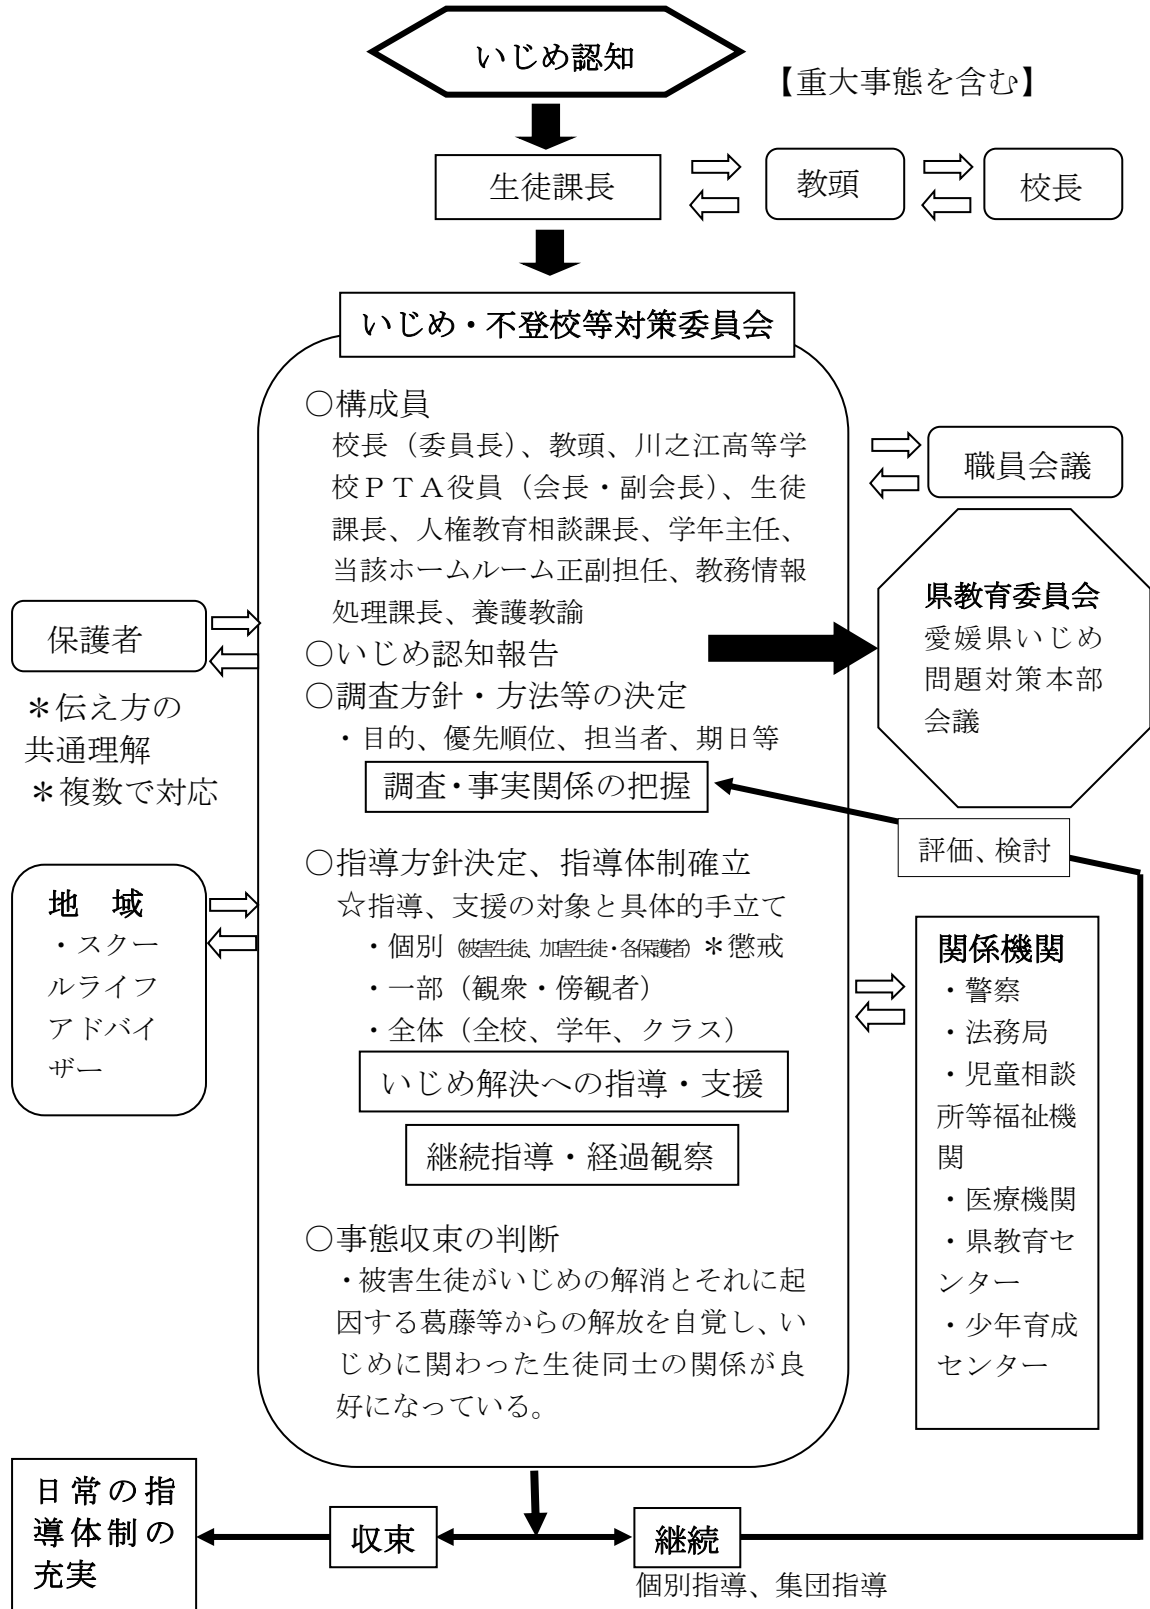 いじめ認知
【重大事態を含む】
生徒課長
教頭
校長
いじめ・不登校等対策委員会
○構成員
校長（委員長）、教頭、川之江高等学
校ＰＴＡ役員（会長・副会長）、生徒
課長、人権教育相談課長、学年主任、
当該ホームルーム正副担任、教務情報
処理課長、養護教諭
○いじめ認知報告
○調査方針・方法等の決定
・目的、優先順位、担当者、期日等
調査・事実関係の把握
○指導方針決定、指導体制確立
☆指導、支援の対象と具体的手立て
・個別（被害生徒、加害生徒・各保護者）＊懲戒
・一部（観衆・傍観者）
・全体（全校、学年、クラス）
いじめ解決への指導・支援
継続指導・経過観察
○事態収束の判断
・被害生徒がいじめの解消とそれに起
因する葛藤等からの解放を自覚し、い
じめに関わった生徒同士の関係が良
好になっている。
保護者
＊伝え方の
共通理解
＊複数で対応
地　域
・スクー
ルライフ
アドバイ
ザー
職員会議
県教育委員会
愛媛県いじめ
問題対策本部
会議
評価、検討
関係機関
・警察
・法務局
・児童相談
所等福祉機
関
・医療機関
・県教育セ
ンター
・少年育成
センター
日常の指
導体制の
充実
収束
継続
個別指導、集団指導